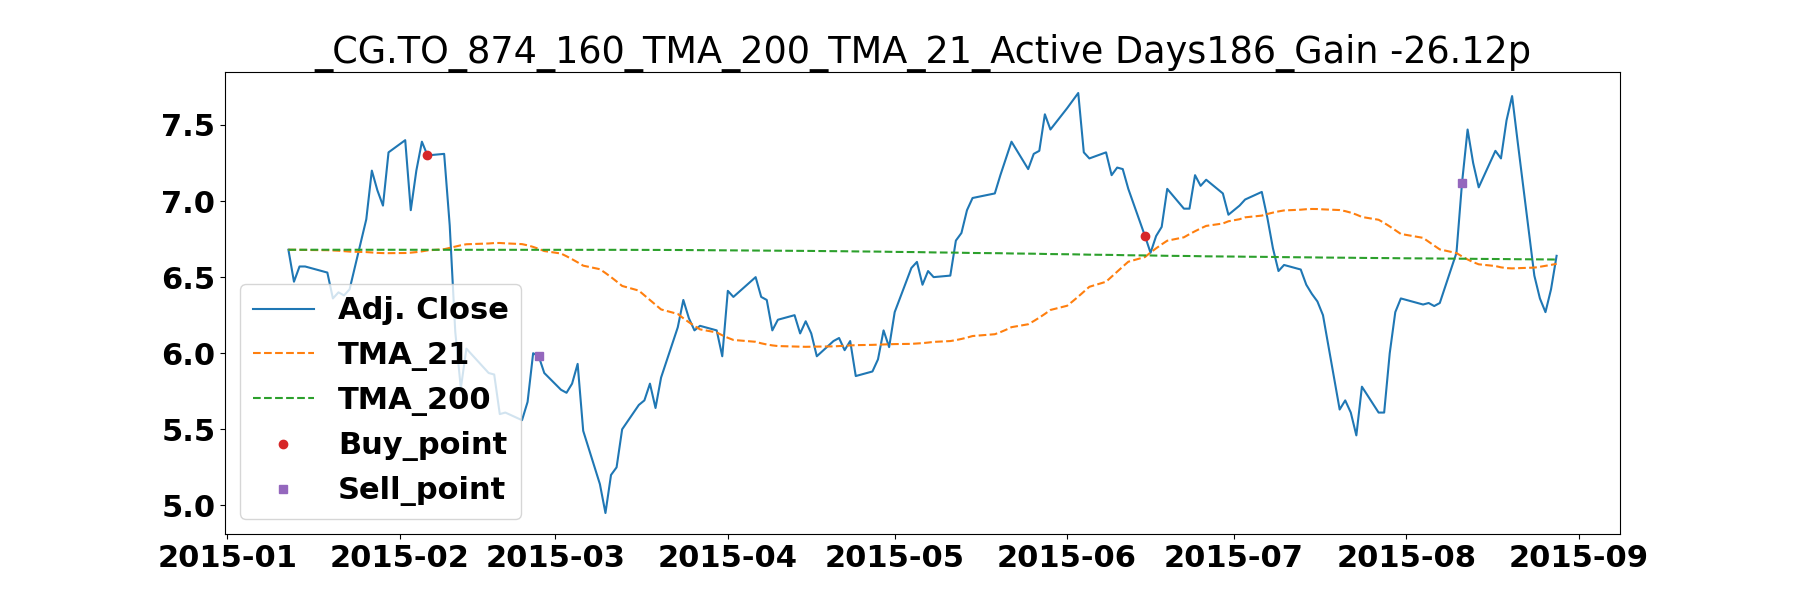 _CG.TO_874_160_TMA_200_TMA_21_Active Days186_Gain -26.12p
7.5
7.0
6.5
6.0
5.5
5.0
Adj. Close
TMA_21
TMA_200
Buy_point
Sell_point
2015-01 2015-02 2015-03 2015-04 2015-05 2015-06 2015-07 2015-08 2015-09